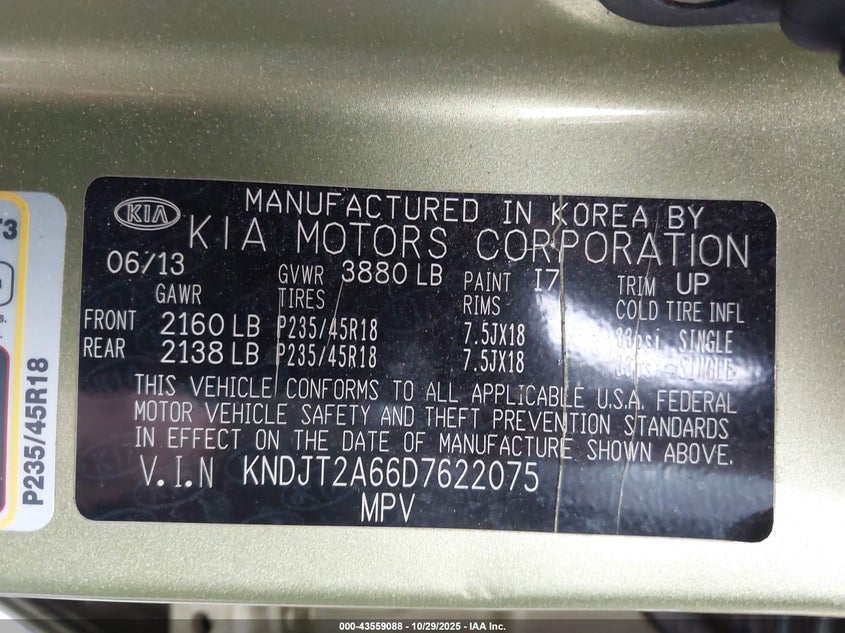 MANUFACTURED IN KOREA BY
KIA KIA MOTORS CORPORATION
06/13 GVWR 3880 LB PAINT I7 TRIM UP
GAWR TIRES RIMS COLD TIRE INFL
FRONT 2160 LB P235/45R18 7.5JX18 33psi, SINGLE
REAR 2138 LB P235/45R18 7.5JX18 33psi, SINGLE
THIS VEHICLE CONFORMS TO ALL APPLICABLE U.S.A. FEDERAL
MOTOR VEHICLE SAFETY AND THEFT PREVENTION STANDARDS
IN EFFECT ON THE DATE OF MANUFACTURE SHOWN ABOVE.
V.I.N KNDJT2A66D7622075
MPV
P235/45R18
000-43559088 - 10/29/2025 - IAA Inc.